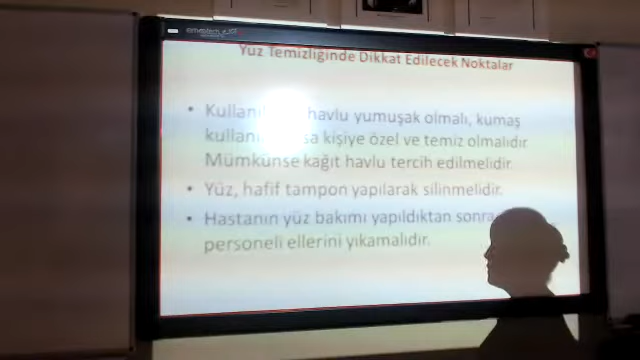 Yüz Temizliğinde Dikkat Edilecek Noktalar
• havlu yumuşak olmalı, kumaş
kişiye özel ve temiz olmalıdır
Mümkünse kağıt havlu tercih edilmelidir.
• Yüz, hafif tampon yapılarak silinmelidir.
• Hastanın yüz bakımı yapıldıktan sonra
personeli ellerini yıkamalıdır.